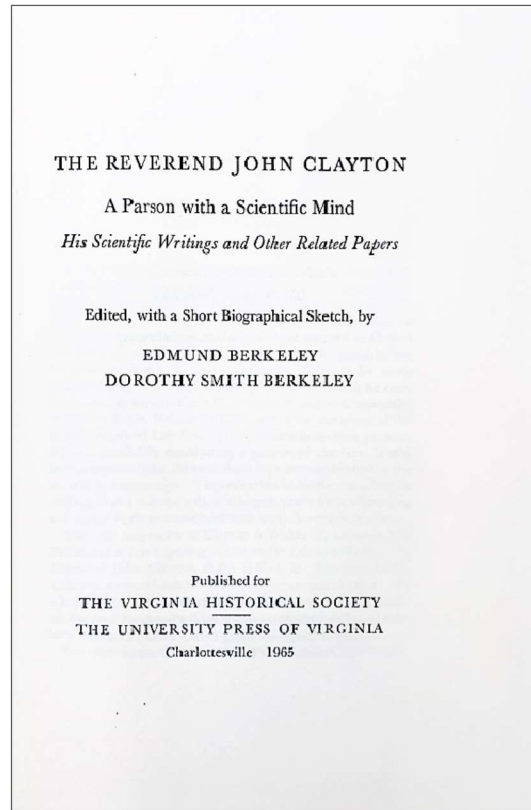 THE REVEREND JOHN CLAYTON
A Parson with a Scientific Mind
His Scientific Writings and Other Related Papers
Edited, with a Short Biographical Sketch, by
EDMUND BERKELEY
DOROTHY SMITH BERKELEY
Published for
THE VIRGINIA HISTORICAL SOCIETY
THE UNIVERSITY PRESS OF VIRGINIA
Charlottesville 1965